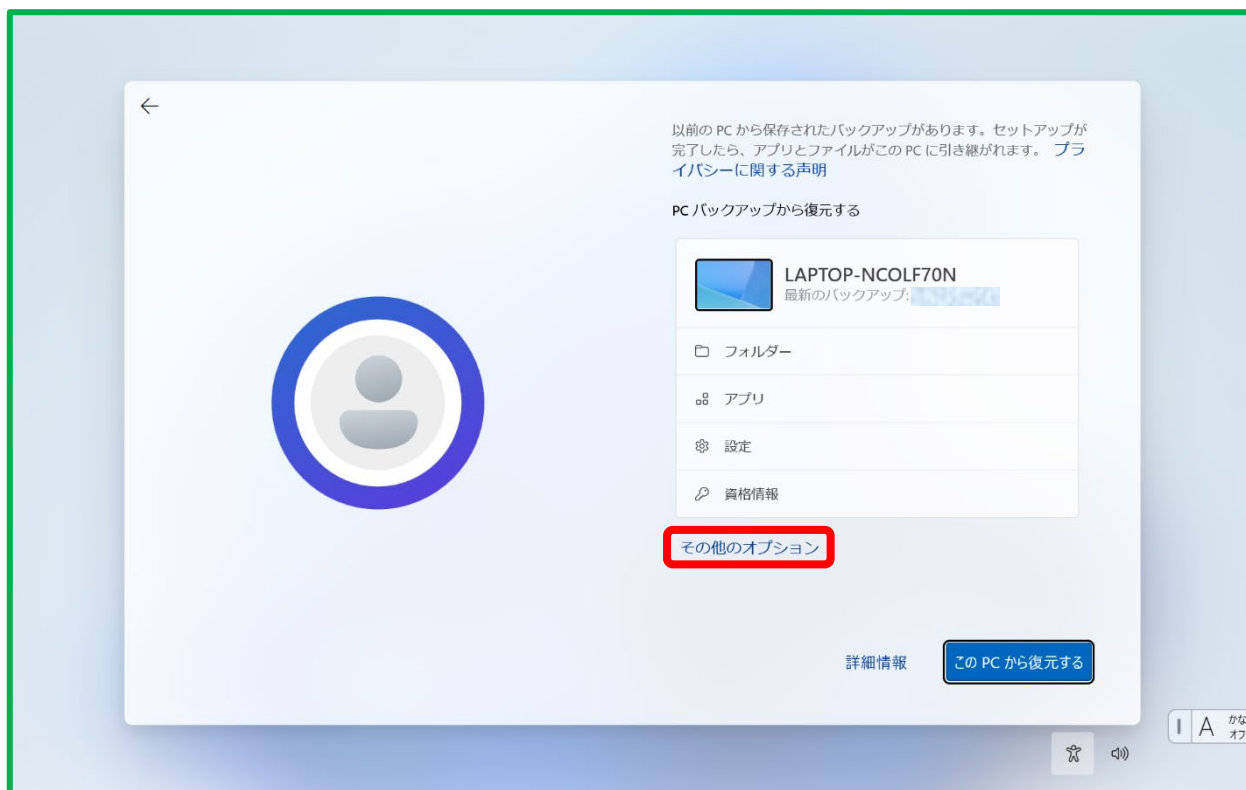 以前の PC から保存されたバックアップがあります。セットアップが
完了したら、アプリとファイルがこの PC に引き継がれます。 プラ
イバシーに関する声明
PC バックアップから復元する
LAPTOP-NCOLF70N
最新のバックアップ:
フォルダー
アプリ
設定
資格情報
その他のオプション
詳細情報
この PC から復元する
A
かな
オフ